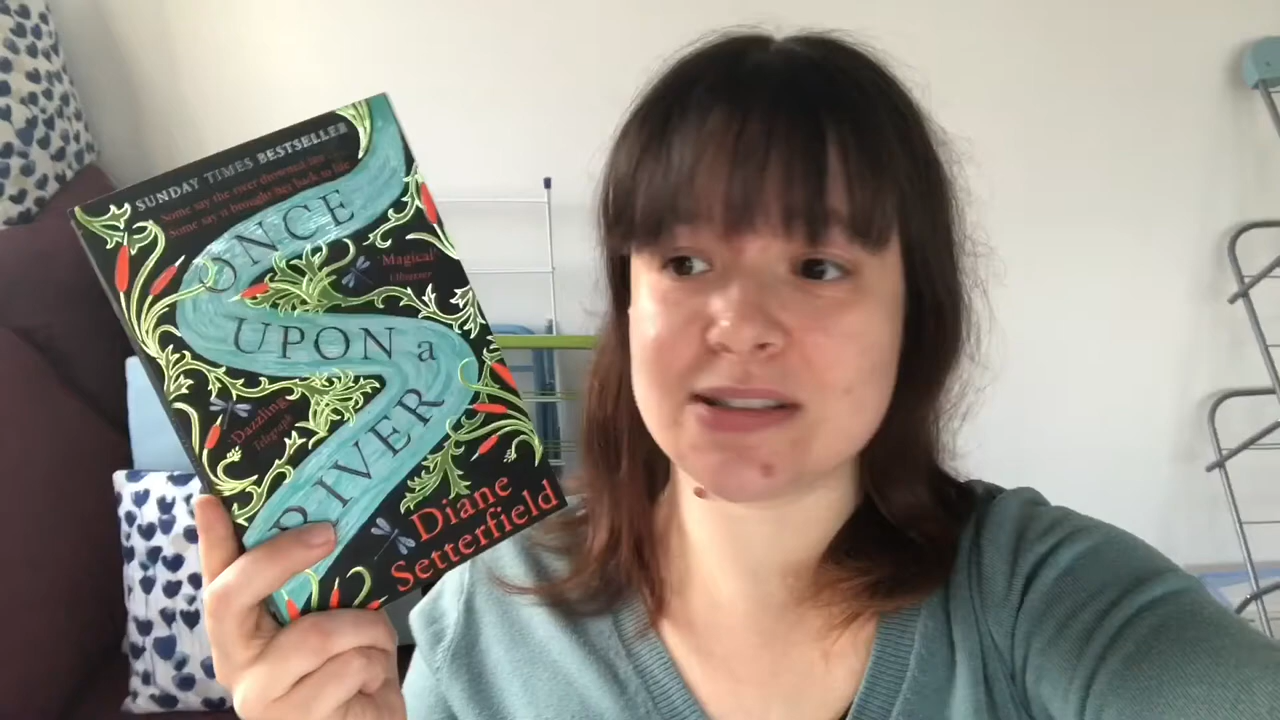 SUNDAY TIMES BESTSELLER
Some say the river drowned her
Some say it brought her back to life
ONCE
'Magical'
Observer
UPON a
RIVER
'Dazzling'
Telegraph
Diane
Setterfield